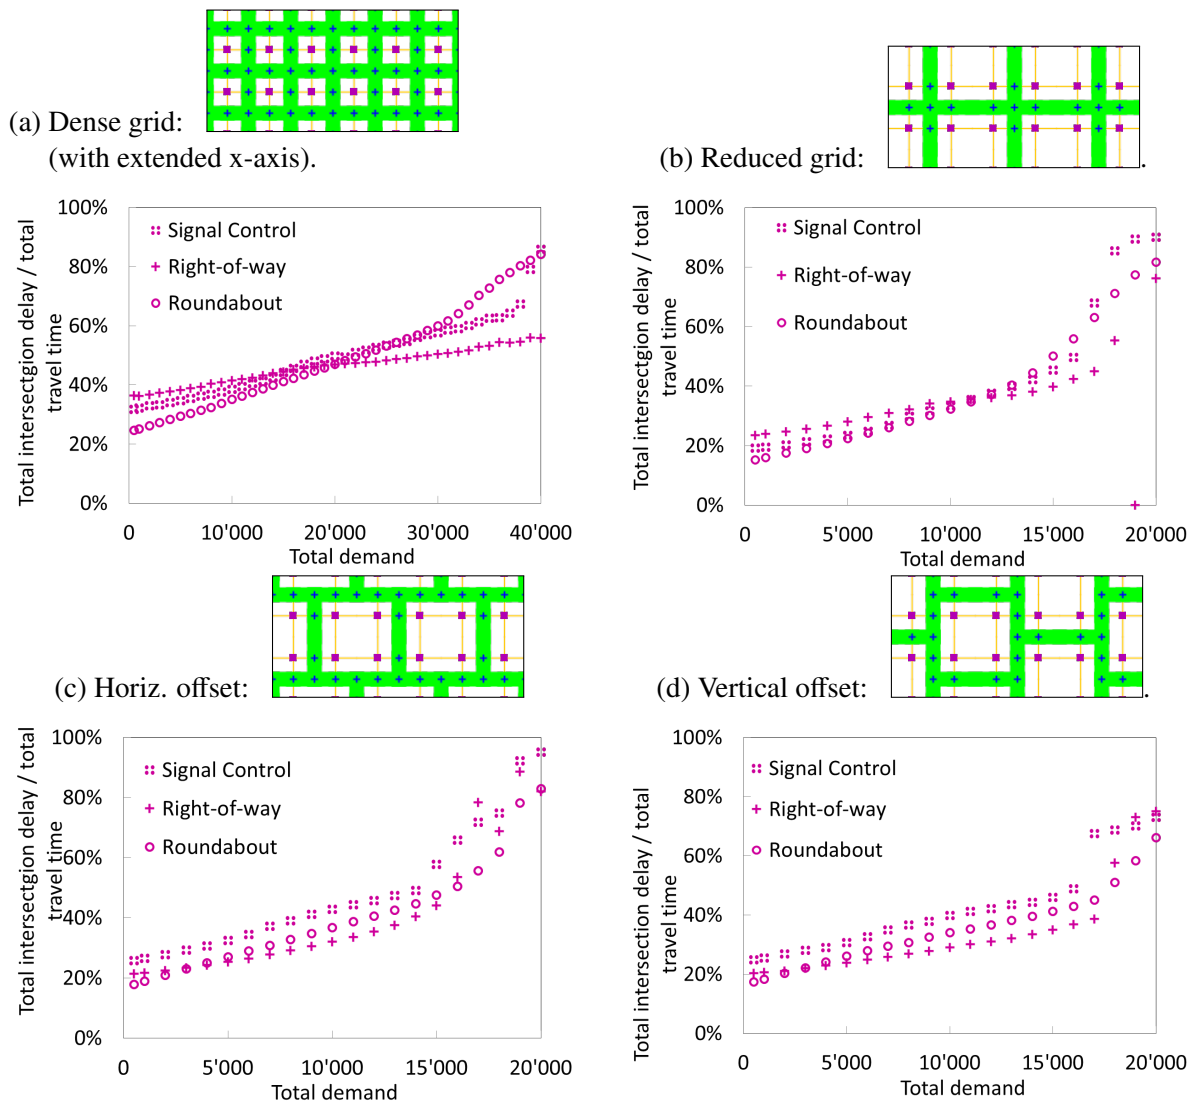 (a) Dense grid:
(with extended x-axis).
Total intersectgion delay / total
travel time
100%
80%
60%
40%
20%
0%
Signal Control
Right-of-way
Roundabout
0
10'000
20'000
30'000
40'000
Total demand
(b) Reduced grid:
.
Total intersectgion delay / total
travel time
100%
80%
60%
40%
20%
0%
Signal Control
Right-of-way
Roundabout
0
5'000
10'000
15'000
20'000
Total demand
(c) Horiz. offset:
Total intersectgion delay / total
travel time
100%
80%
60%
40%
20%
0%
Signal Control
Right-of-way
Roundabout
0
5'000
10'000
15'000
20'000
Total demand
(d) Vertical offset:
.
Total intersection delay / total
travel time
100%
80%
60%
40%
20%
0%
Signal Control
Right-of-way
Roundabout
0
5'000
10'000
15'000
20'000
Total demand